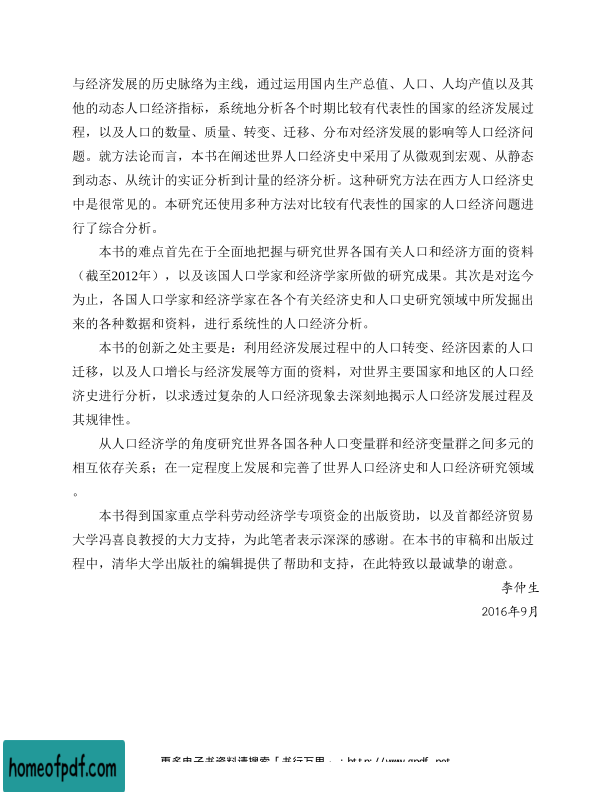 与经济发展的历史脉络为主线，通过运用国内生产总值、人口、人均产值以及其
他的动态人口经济指标，系统地分析各个时期比较有代表性的国家的经济发展过
程，以及人口的数量、质量、转变、迁移、分布对经济发展的影响等人口经济问
题。就方法论而言，本书在阐述世界人口经济史中采用了从微观到宏观、从静态
到动态、从统计的实证分析到计量的经济分析。这种研究方法在西方人口经济史
中是很常见的。本研究还使用多种方法对比较有代表性的国家的人口经济问题进
行了综合分析。
本书的难点首先在于全面地把握与研究世界各国有关人口和经济方面的资料
（截至2012年），以及该国人口学家和经济学家所做的研究成果。其次是对迄今
为止，各国人口学家和经济学家在各个有关经济史和人口史研究领域中所发掘出
来的各种数据和资料，进行系统性的人口经济分析。
本书的创新之处主要是：利用经济发展过程中的人口转变、经济因素的人口
迁移，以及人口增长与经济发展等方面的资料，对世界主要国家和地区的人口经
济史进行分析，以求透过复杂的人口经济现象去深刻地揭示人口经济发展过程及
其规律性。
从人口经济学的角度研究世界各国各种人口变量群和经济变量群之间多元的
相互依存关系；在一定程度上发展和完善了世界人口经济史和人口经济研究领域
。
本书得到国家重点学科劳动经济学专项资金的出版资助，以及首都经济贸易
大学冯喜良教授的大力支持，为此笔者表示深深的感谢。在本书的审稿和出版过
程中，清华大学出版社的编辑提供了帮助和支持，在此特致以最诚挚的谢意。
李仲生
2016年9月
更多电子书资料请搜索「书行万里」：http://www.gpdf.net
homeofpdf.com